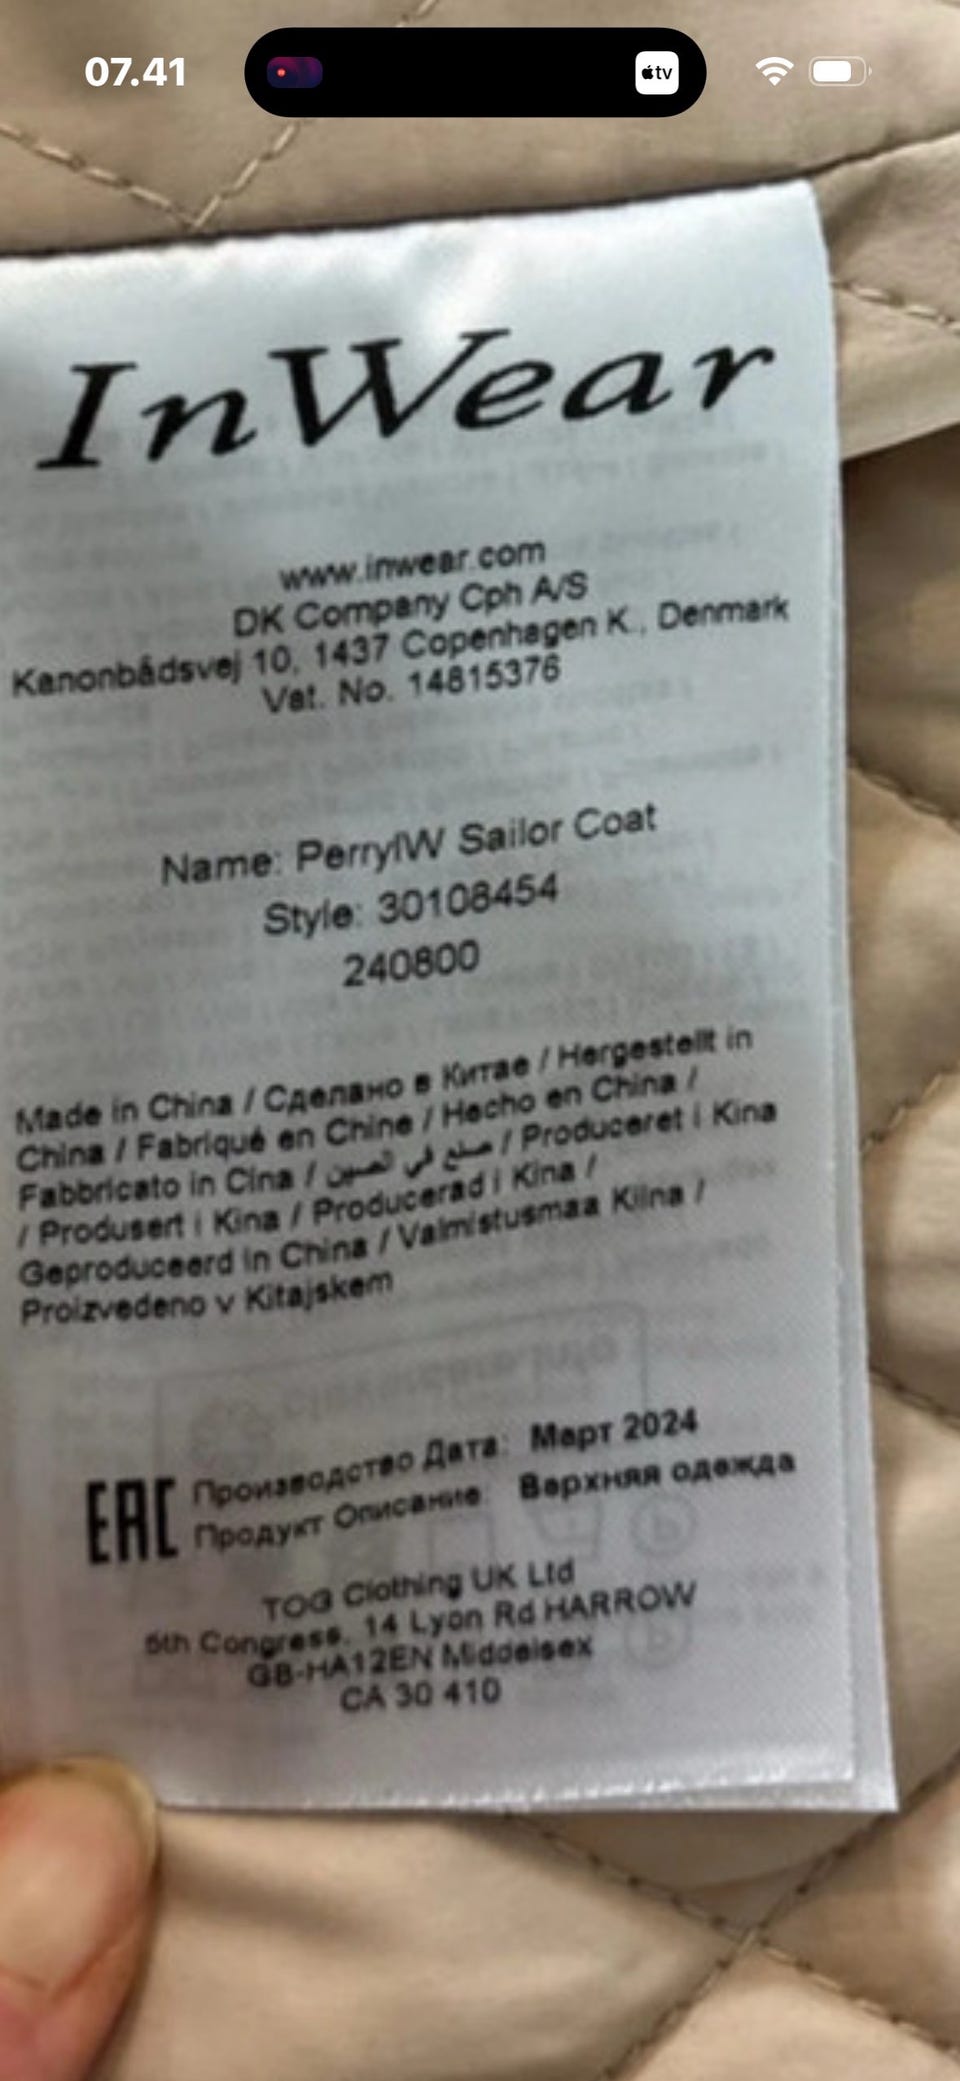 07.41
tv
InWear
www.inwear.com
DK Company Cph A/S
Kanonbådsvej 10, 1437 Copenhagen K., Denmark
Vat. No. 14815376
Name: PerryIW Sailor Coat
Style: 30108454
240800
Made in China / Сделано в Китае / Hergestellt in
China / Fabriqué en Chine / Hecho en China /
Fabbricato in Cina / صنع في الصين / Produceret i Kina
/ Produsert i Kina / Producerad i Kina /
Geproduceerd in China / Valmistusmaa Kiina /
Proizvedeno v Kitajskem
EAC Производство Дата: Март 2024
Продукт Описание: Верхняя одежда
TOG Clothing UK Ltd
5th Congress, 14 Lyon Rd HARROW
GB-HA12EN Middelsex
CA 30 410